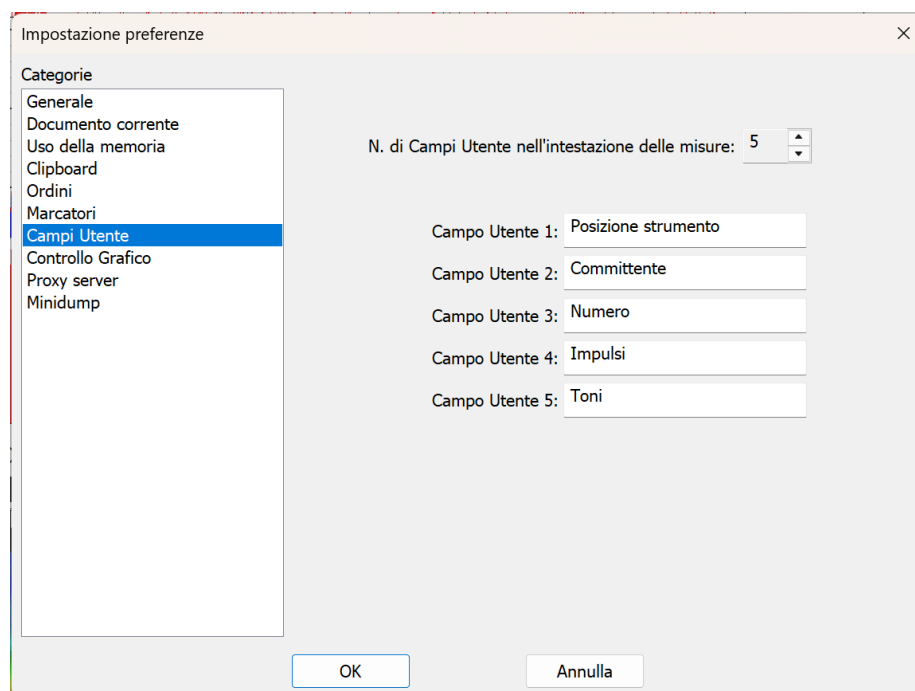 Impostazione preferenze
Categorie
Generale
Documento corrente
Uso della memoria
Clipboard
Ordini
Marcatori
Campi Utente
Controllo Grafico
Proxy server
Minidump
N. di Campi Utente nell'intestazione delle misure: 5
Campo Utente 1: Posizione strumento
Campo Utente 2: Committente
Campo Utente 3: Numero
Campo Utente 4: Impulsi
Campo Utente 5: Toni
OK Annulla